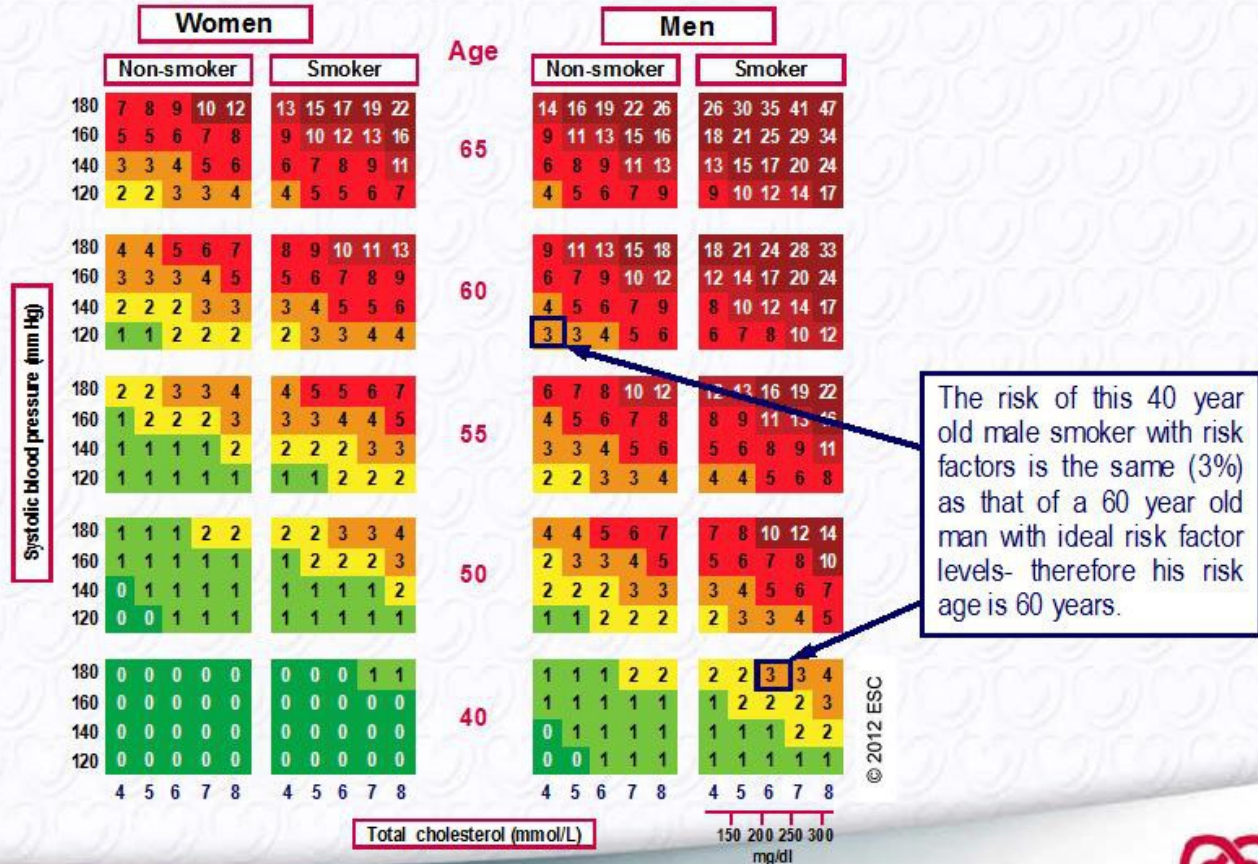 Women
Men
Age
Non-smoker
Smoker
Non-smoker
Smoker
Systolic blood pressure (mm Hg)
180 7 8 9 10 12 13 15 17 19 22 14 16 19 22 26 26 30 35 41 47
160 5 5 6 7 8 9 10 12 13 16 9 11 13 15 16 18 21 25 29 34
65
140 3 3 4 5 6 6 7 8 9 11 6 8 9 11 13 13 15 17 20 24
120 2 2 3 3 4 4 5 5 6 7 4 5 6 7 9 9 10 12 14 17
180 4 4 5 6 7 8 9 10 11 13 9 11 13 15 18 18 21 24 28 33
160 3 3 3 4 5 5 6 7 8 9 6 7 9 10 12 12 14 17 20 24
60
140 2 2 2 3 3 3 4 5 5 6 4 5 6 7 9 8 10 12 14 17
120 1 1 2 2 2 2 3 3 4 4 3 3 4 5 6 6 7 8 10 12
180 2 2 3 3 4 4 5 5 6 7 6 7 8 10 12 13 16 19 22
160 1 2 2 2 3 3 3 4 4 5 4 5 6 7 8 8 9 11 13
55
140 1 1 1 1 2 2 2 2 3 3 3 3 4 5 6 5 6 8 9 11
120 1 1 1 1 1 1 1 2 2 2 2 2 3 3 4 4 4 5 6 8
180 1 1 1 2 2 2 2 3 3 4 4 4 5 6 7 7 8 10 12 14
160 1 1 1 1 1 1 2 2 2 3 2 3 3 4 5 5 6 7 8 10
50
140 0 1 1 1 1 1 1 1 1 2 2 2 2 3 3 3 4 5 6 7
120 0 0 1 1 1 1 1 1 1 1 1 1 2 2 2 2 3 3 4 5
180 0 0 0 0 0 0 0 0 1 1 1 1 1 2 2 2 2 3 3 4
160 0 0 0 0 0 0 0 0 0 0 1 1 1 1 1 1 2 2 2 3
40
140 0 0 0 0 0 0 0 0 0 0 0 1 1 1 1 1 1 1 2 2
120 0 0 0 0 0 0 0 0 0 0 0 0 1 1 1 1 1 1 1 1
4 5 6 7 8 4 5 6 7 8 4 5 6 7 8 4 5 6 7 8
Total cholesterol (mmol/L)
150 200 250 300
mg/dl
© 2012 ESC
The risk of this 40 year
old male smoker with risk
factors is the same (3%)
as that of a 60 year old
man with ideal risk factor
levels- therefore his risk
age is 60 years.